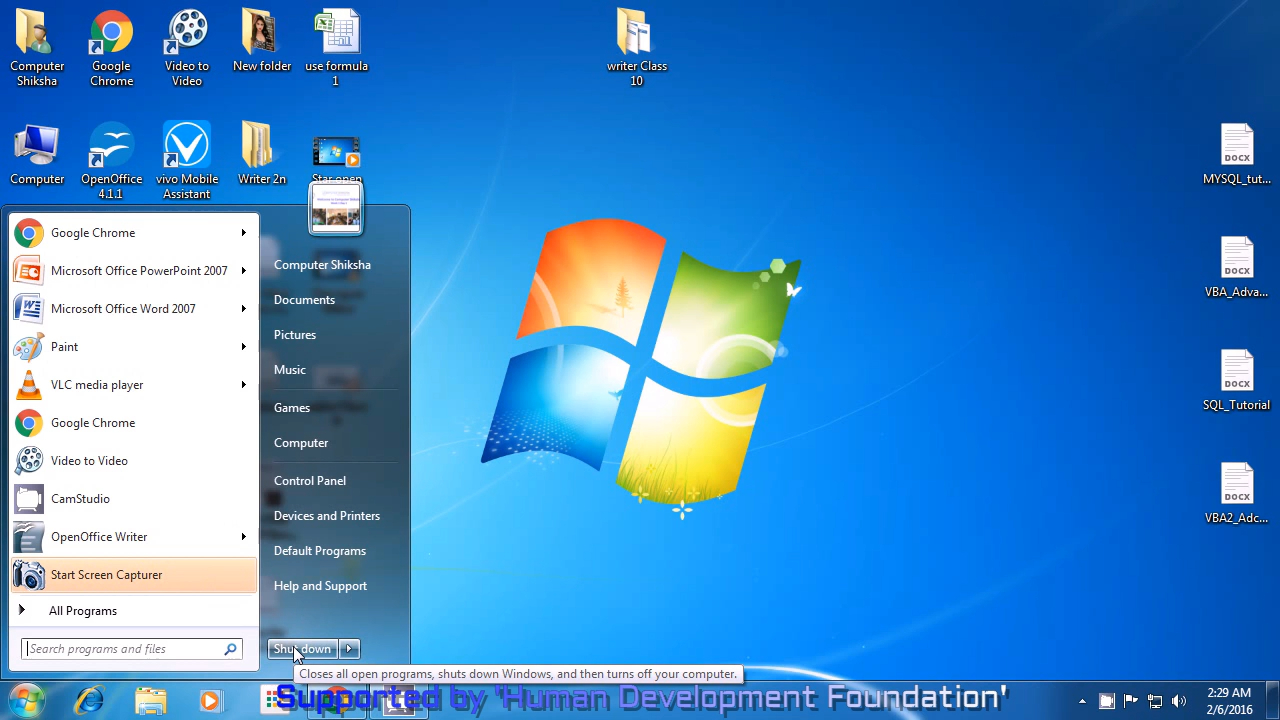 Computer
Shiksha
Google
Chrome
Video to
Video
New folder
use formula
1
writer Class
10
Computer
OpenOffice
4.1.1
vivo Mobile
Assistant
Writer 2n
DOCX
MYSQL_tut...
DOCX
VBA_Adva...
DOCX
SQL_Tutorial
DOCX
VBA2_Adc...
Google Chrome
Microsoft Office PowerPoint 2007
Microsoft Office Word 2007
Paint
VLC media player
Google Chrome
Video to Video
CamStudio
OpenOffice Writer
Start Screen Capturer
All Programs
Search programs and files
Computer Shiksha
Documents
Pictures
Music
Games
Computer
Control Panel
Devices and Printers
Default Programs
Help and Support
Shut down
Closes all open programs, shuts down Windows, and then turns off your computer.
Supported by 'Human Development Foundation'
2:29 AM
2/6/2016